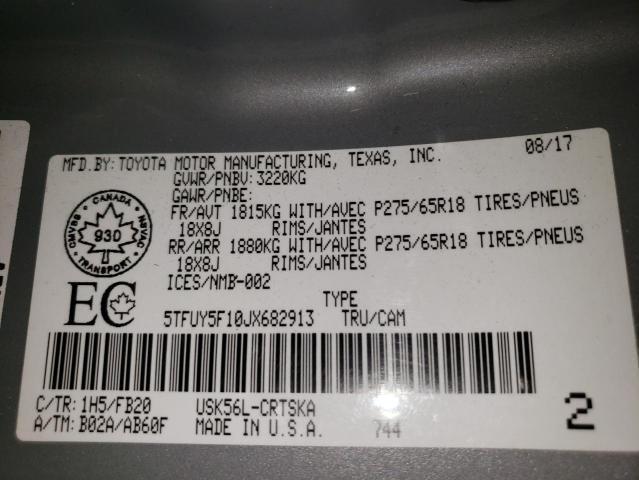 MFD.BY:TOYOTA MOTOR MANUFACTURING, TEXAS, INC. 08/17
GVWR/PNBV:3220KG
GAWR/PNBE:
FR/AVT 1815KG WITH/AVEC P275/65R18 TIRES/PNEUS
18X8J RIMS/JANTES
RR/ARR 1880KG WITH/AVEC P275/65R18 TIRES/PNEUS
18X8J RIMS/JANTES
ICES/NMB-002
CANADA
CMVSS
930
NSVAC
TRANSPORT
EC
TYPE
5TFUY5F10JX682913 TRU/CAM
C/TR: 1H5/FB20 USK56L-CRTSKA
A/TM: B02A/AB60F MADE IN U.S.A. 744
2